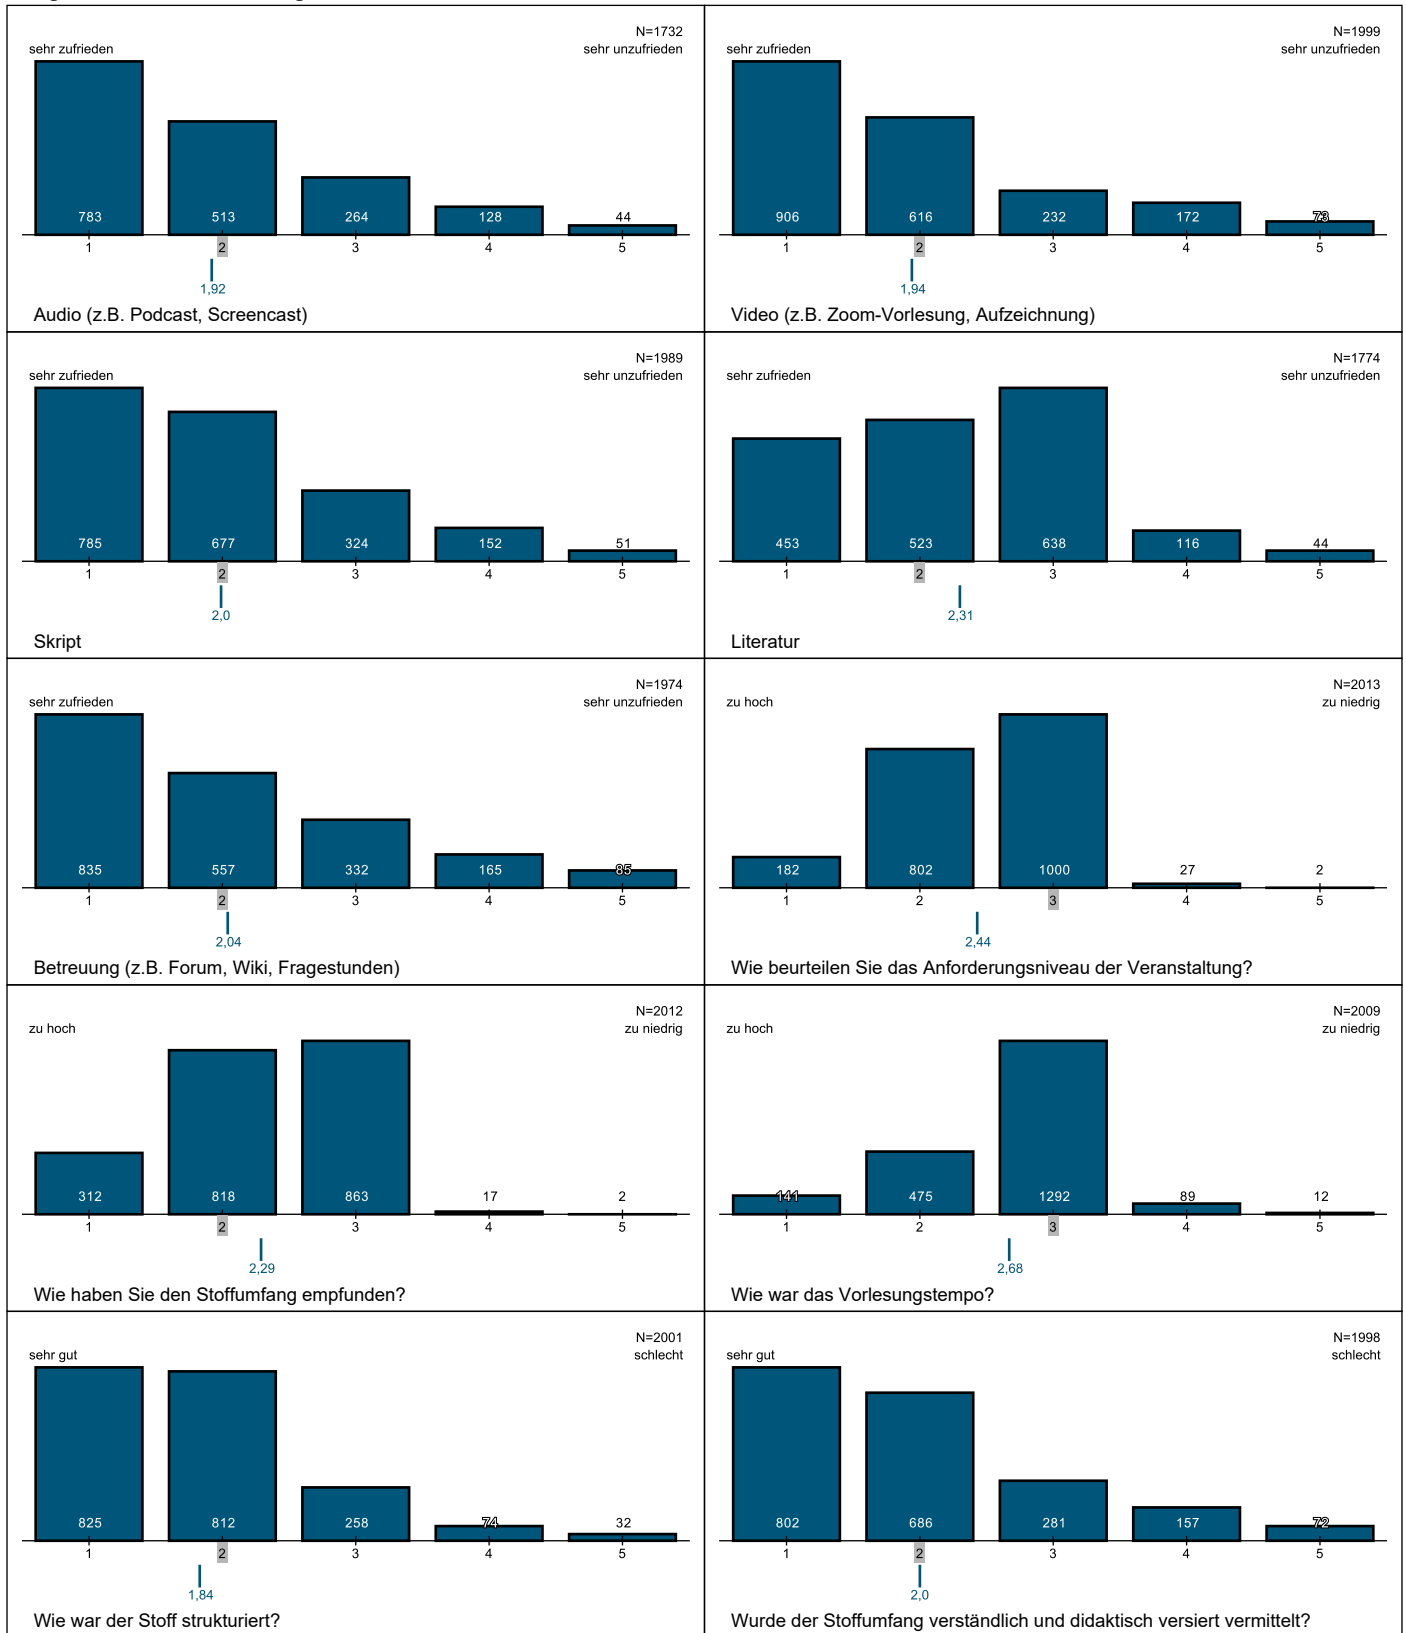 N=1732
sehr zufrieden sehr unzufrieden
783 513 264 128 44
1 2 3 4 5
1,92
Audio (z.B. Podcast, Screencast)
N=1999
sehr zufrieden sehr unzufrieden
906 616 232 172 73
1 2 3 4 5
1,94
Video (z.B. Zoom-Vorlesung, Aufzeichnung)
N=1989
sehr zufrieden sehr unzufrieden
785 677 324 152 51
1 2 3 4 5
2,0
Skript
N=1774
sehr zufrieden sehr unzufrieden
453 523 638 116 44
1 2 3 4 5
2,31
Literatur
N=1974
sehr zufrieden sehr unzufrieden
835 557 332 165 85
1 2 3 4 5
2,04
Betreuung (z.B. Forum, Wiki, Fragestunden)
N=2013
zu hoch zu niedrig
182 802 1000 27 2
1 2 3 4 5
2,44
Wie beurteilen Sie das Anforderungsniveau der Veranstaltung?
N=2012
zu hoch zu niedrig
312 818 863 17 2
1 2 3 4 5
2,29
Wie haben Sie den Stoffumfang empfunden?
N=2009
zu hoch zu niedrig
141 475 1292 89 12
1 2 3 4 5
2,68
Wie war das Vorlesungstempo?
N=2001
sehr gut schlecht
825 812 258 74 32
1 2 3 4 5
1,84
Wie war der Stoff strukturiert?
N=1998
sehr gut schlecht
802 686 281 157 72
1 2 3 4 5
2,0
Wurde der Stoffumfang verständlich und didaktisch versiert vermittelt?